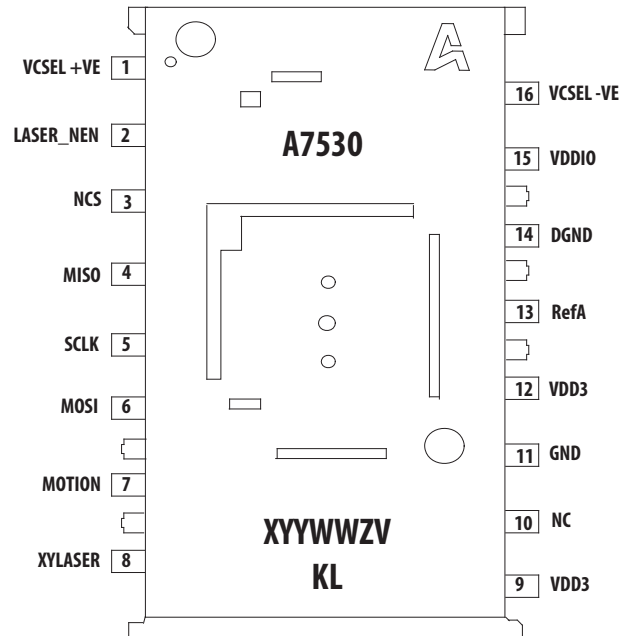 VCSEL +VE 1
LASER_NEN 2
NCS 3
MISO 4
SCLK 5
MOSI 6
MOTION 7
XYLASER 8
A7530
XYYWWZV
KL
16 VCSEL -VE
15 VDDIO
14 DGND
13 RefA
12 VDD3
11 GND
10 NC
9 VDD3